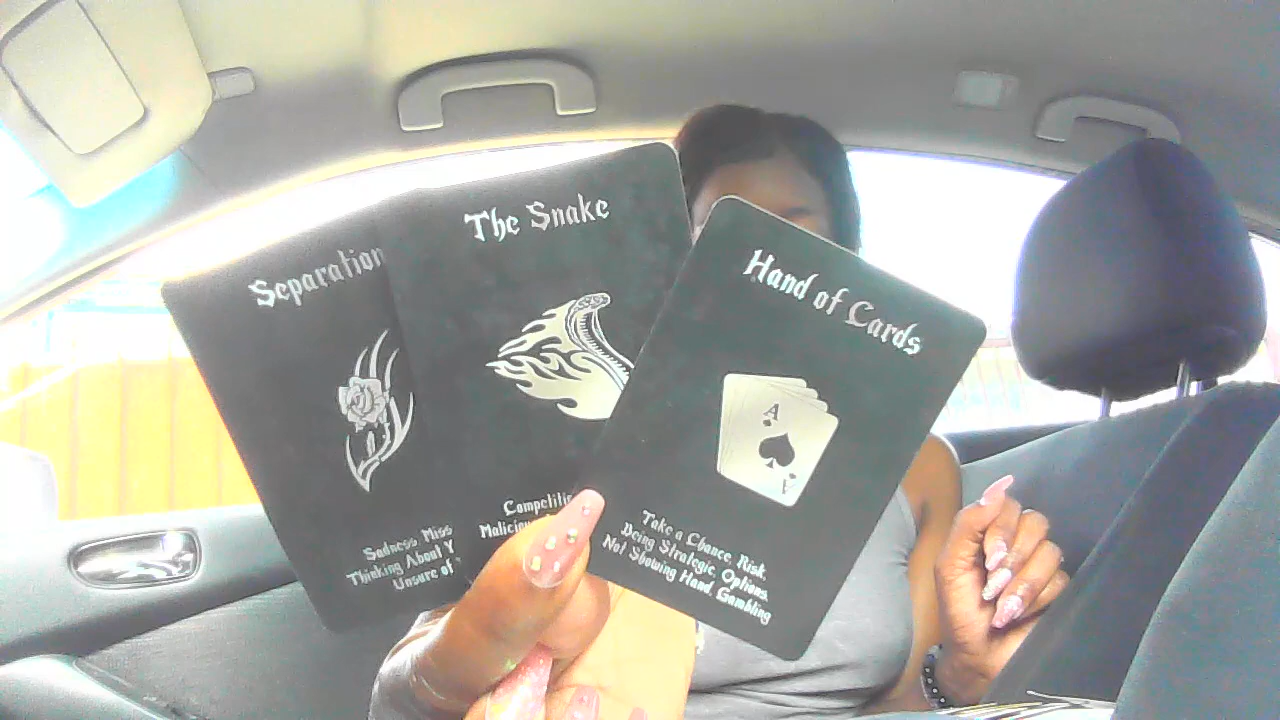 Separation
Sadness Miss
Thinking About Y
Unsure of
The Snake
Competitio
Malicious
Hand of Cards
A
A
Take a Chance, Risk,
Being Strategic, Options,
Not Showing Hand, Gambling